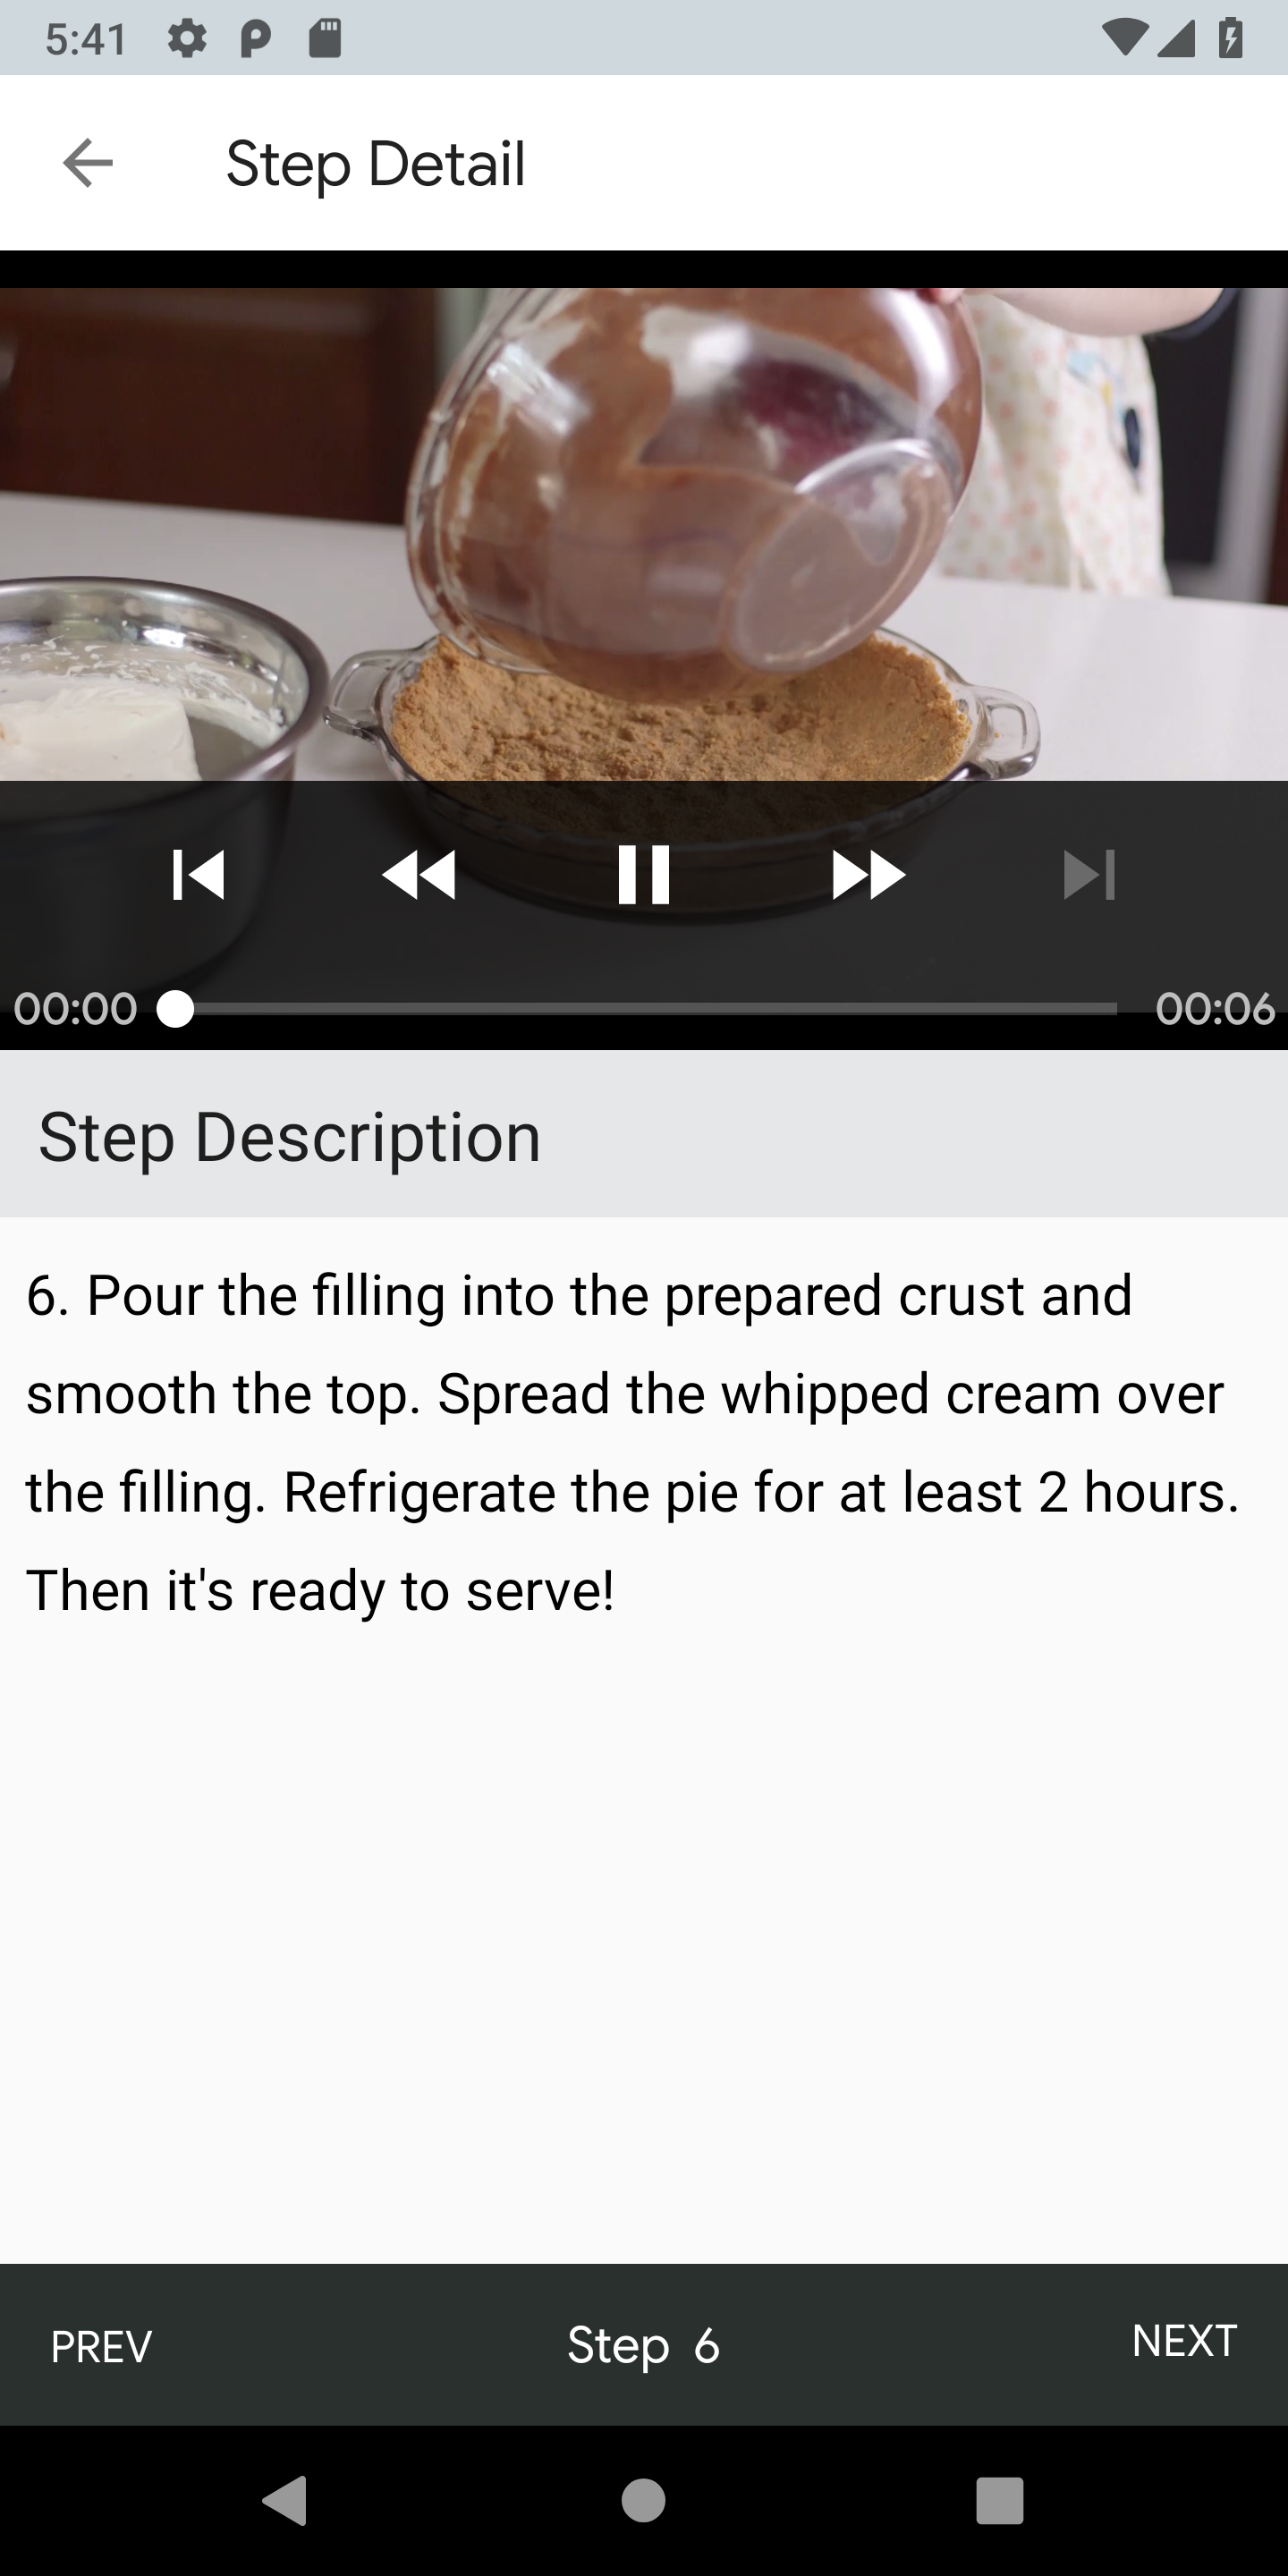 5:41
Step Detail
00:00
00:06
Step Description
6. Pour the filling into the prepared crust and
smooth the top. Spread the whipped cream over
the filling. Refrigerate the pie for at least 2 hours.
Then it's ready to serve!
PREV
Step 6
NEXT